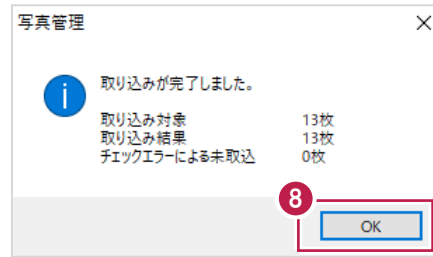 写真管理
取り込みが完了しました。
取り込み対象 13枚
取り込み結果 13枚
チェックエラーによる未取込 0枚
8
OK